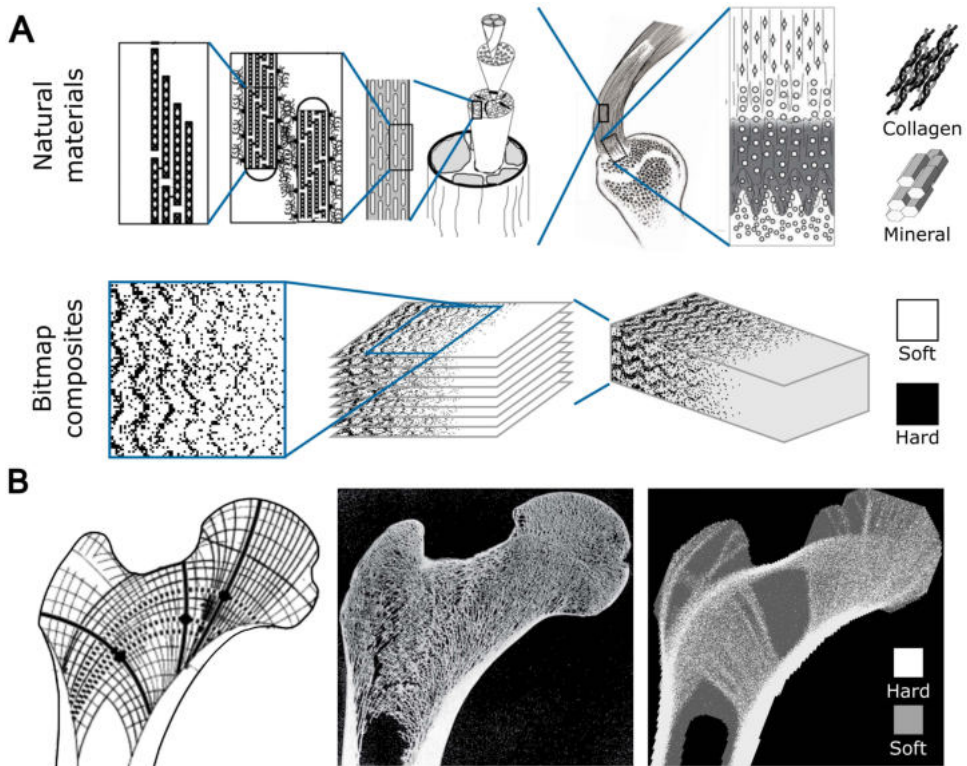 A
Natural
materials
Collagen
Mineral
Bitmap
composites
Soft
Hard
B
Hard
Soft